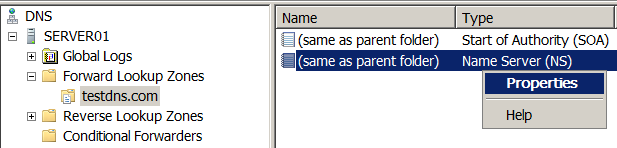 DNS
SERVER01
Global Logs
Forward Lookup Zones
testdns.com
Reverse Lookup Zones
Conditional Forwarders
Name Type
(same as parent folder) Start of Authority (SOA)
(same as parent folder) Name Server (NS)
Properties
Help